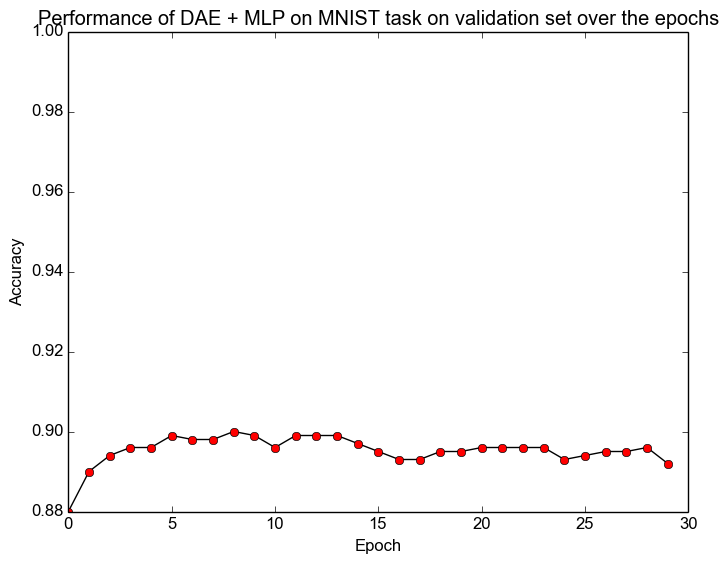 Performance of DAE + MLP on MNIST task on validation set over the epochs
1.00
0.98
0.96
0.94
0.92
0.90
0.88
Accuracy
0 5 10 15 20 25 30
Epoch